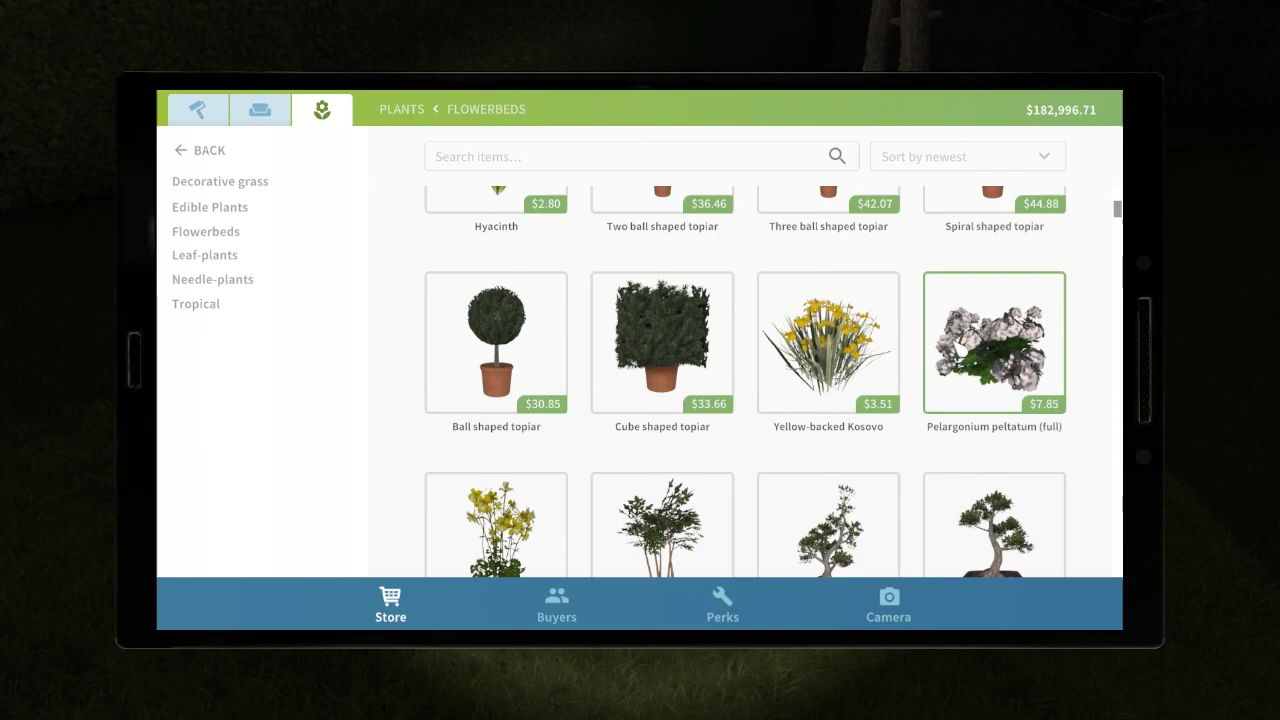 PLANTS < FLOWERBEDS
$182,996.71
BACK
Search items...
Sort by newest
Decorative grass
Edible Plants
Flowerbeds
Leaf-plants
Needle-plants
Tropical
$2.80
$36.46
$42.07
$44.88
Hyacinth
Two ball shaped topiar
Three ball shaped topiar
Spiral shaped topiar
$30.85
$33.66
$3.51
$7.85
Ball shaped topiar
Cube shaped topiar
Yellow-backed Kosovo
Pelargonium peltatum (full)
Store
Buyers
Perks
Camera